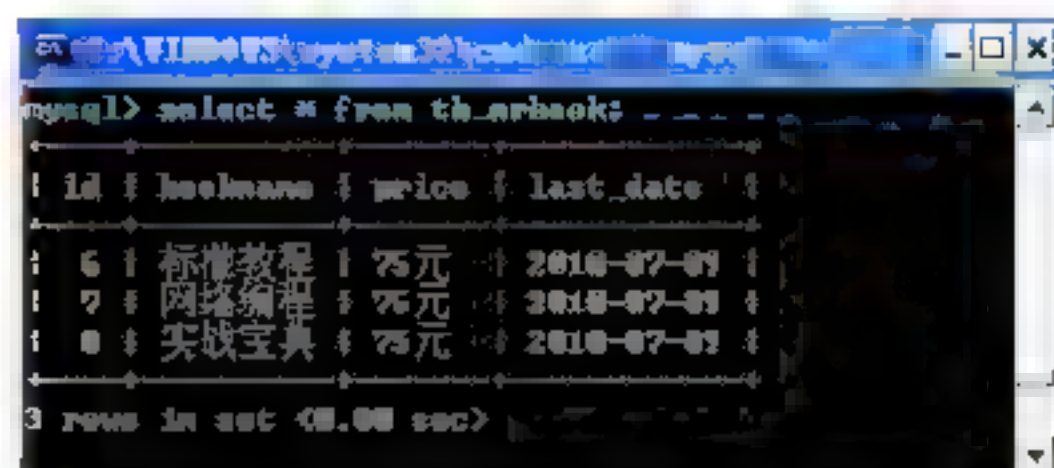 mysql> select * from
id bookname price last_date
6 标准教程 75元 2010-07-09
7 网络编程 75元 2010-07-09
8 实战宝典 75元 2010-07-09
3 rows in set (0.00 sec)